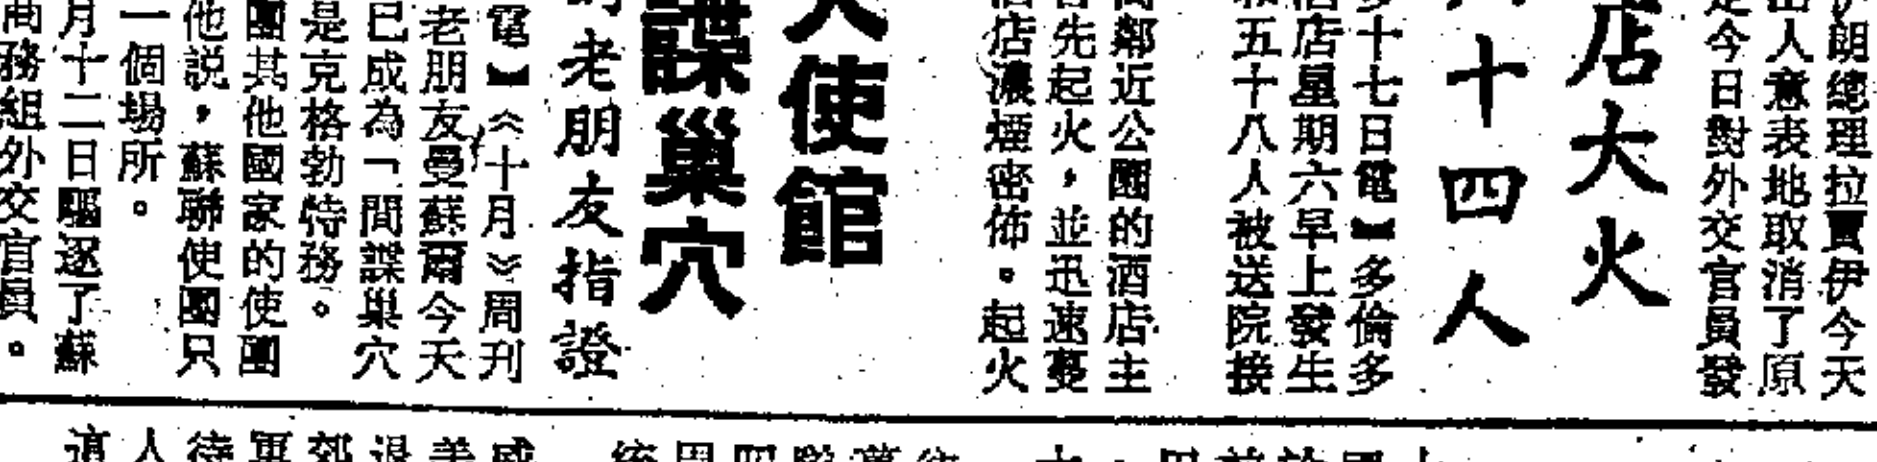 朗總理拉賈伊今天
出人意表地取消了原
定今日對外交官員發
店大火
十四人
多十七日電】多倫多
酒店星期六早上發生
五十八人被送院接
鄰近公園的酒店主
先起火，並迅速蔓
酒店濃煙密佈。起火
大使館
諜巢穴
老朋友指證
電】《十月》周刊
老朋友曼蘇爾今天
已成為「間諜巢穴
是克格勃特務。
團其他國家的使團
他説，蘇聯使團只
一個場所。
月十二日驅逐了蘇
商務組外交官員。